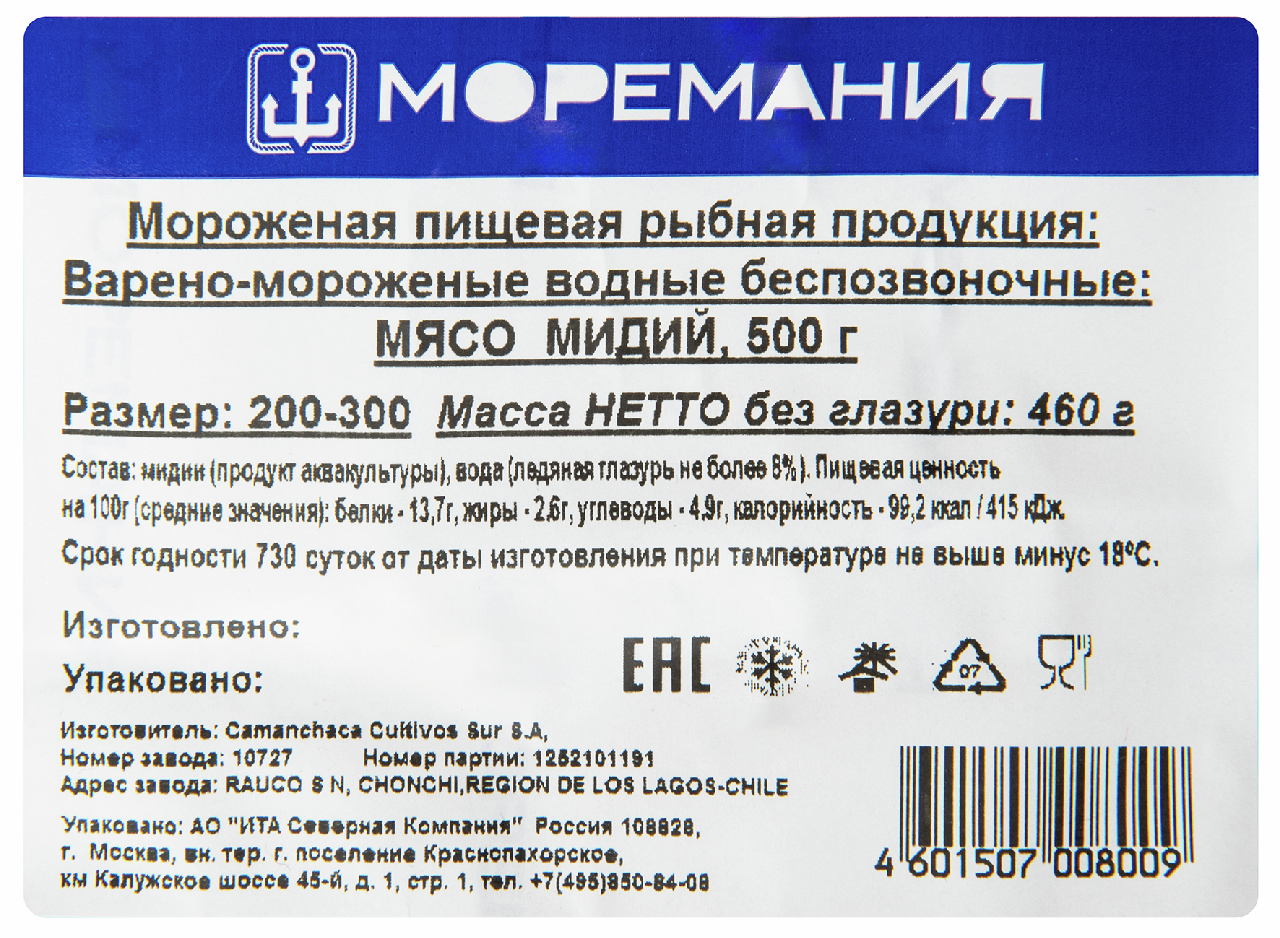 МОРЕМАНИЯ
Мороженая пищевая рыбная продукция:
Варено-мороженые водные беспозвоночные:
МЯСО МИДИЙ, 500 г
Размер: 200-300 Масса НЕТТО без глазури: 460 г
Состав: мидии (продукт аквакультуры), вода (ледяная глазурь не более 8%). Пищевая ценность
на 100г (средние значения): белки - 13,7г, жиры - 2,6г, углеводы - 4,9г, калорийность - 99,2 ккал / 415 кДж.
Срок годности 730 суток от даты изготовления при температуре не выше минус 18ºС.
Изготовлено:
Упаковано:
EAC
07
Изготовитель: Camanchaca Cultivos Sur S.A,
Номер завода: 10727 Номер партии: 1252101191
Адрес завода: RAUCO S N, CHONCHI,REGION DE LOS LAGOS-CHILE
Упаковано: АО "ИТА Северная Компания" Россия 108828,
г. Москва, вн. тер. г. поселение Краснопахорское,
км Калужское шоссе 45-й, д. 1, стр. 1, тел. +7(495)850-84-08
4 601507 008009